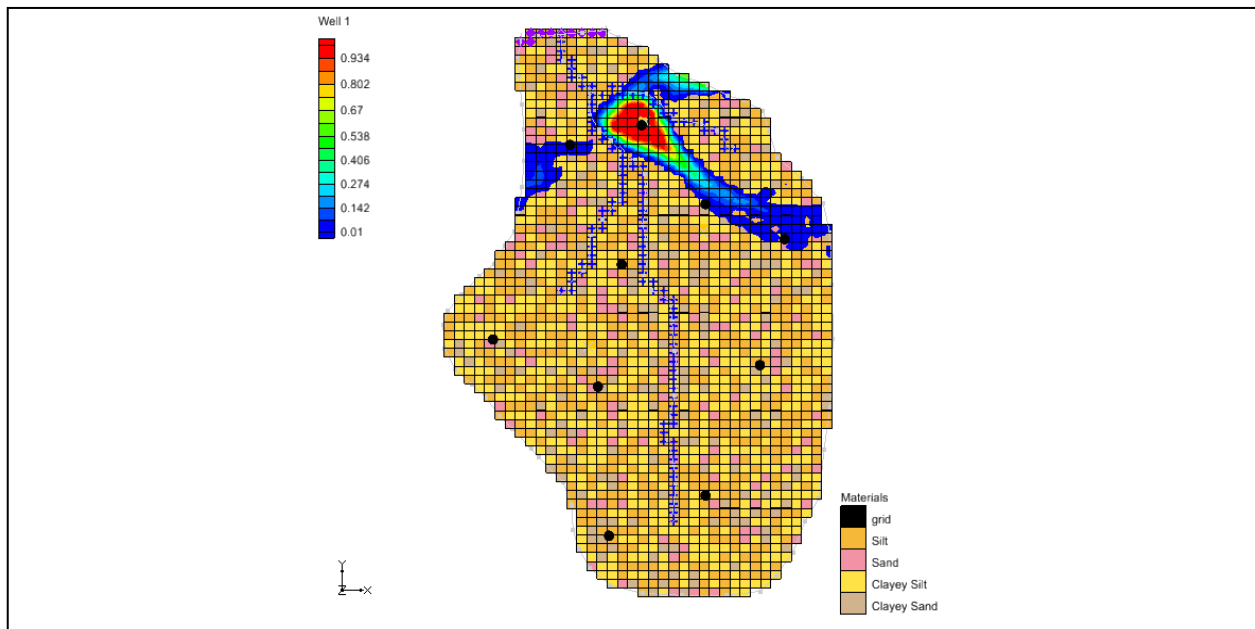 Well 1
0.934
0.802
0.67
0.538
0.406
0.274
0.142
0.01
Y
Z
X
Materials
grid
Silt
Sand
Clayey Silt
Clayey Sand